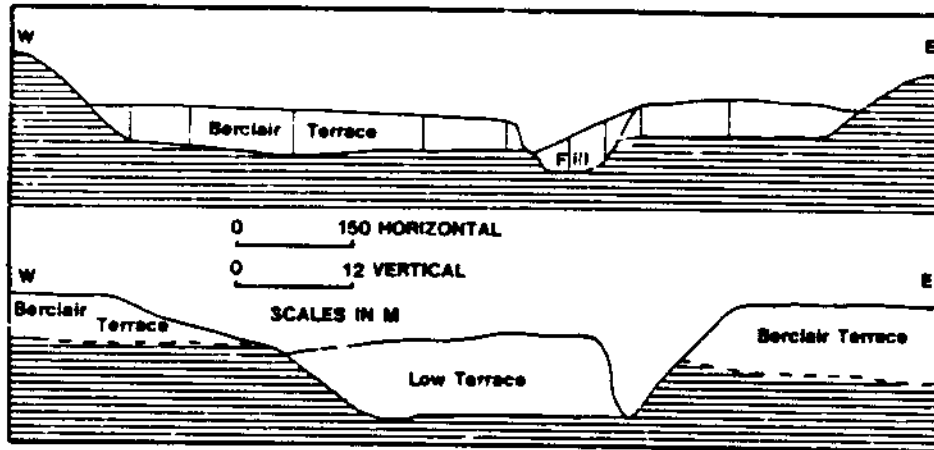 W E
Berclair Terrace
Fill
0 150 HORIZONTAL
0 12 VERTICAL
W E
SCALES IN M
Berclair
Terrace
Berclair Terrace
Low Terrace